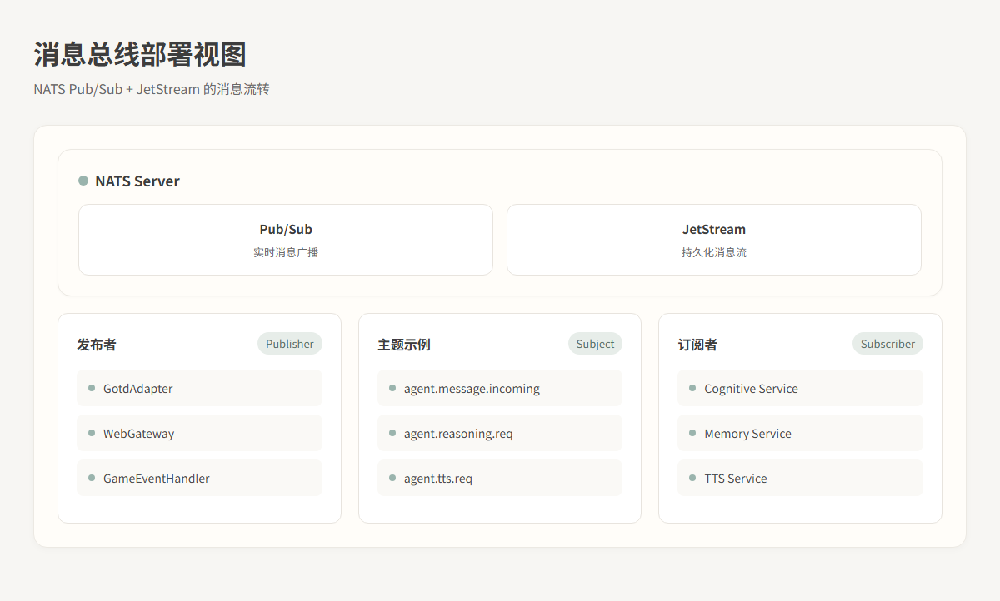 消息总线部署视图
NATS Pub/Sub + JetStream 的消息流转
NATS Server
Pub/Sub
实时消息广播
JetStream
持久化消息流
发布者
Publisher
GotdAdapter
WebGateway
GameEventHandler
主题示例
Subject
agent.message.incoming
agent.reasoning.req
agent.tts.req
订阅者
Subscriber
Cognitive Service
Memory Service
TTS Service